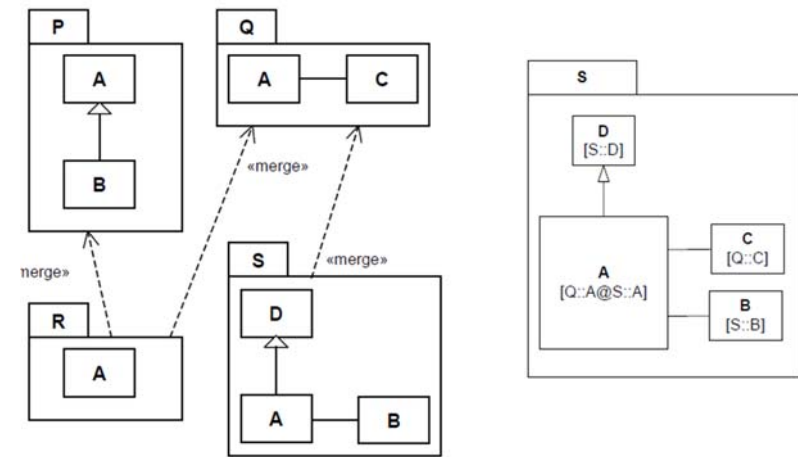 P
A
B
Q
A
C
«merge»
merge»
«merge»
R
A
S
D
A
B
S
D
[S::D]
A
[Q::A@S::A]
C
[Q::C]
B
[S::B]